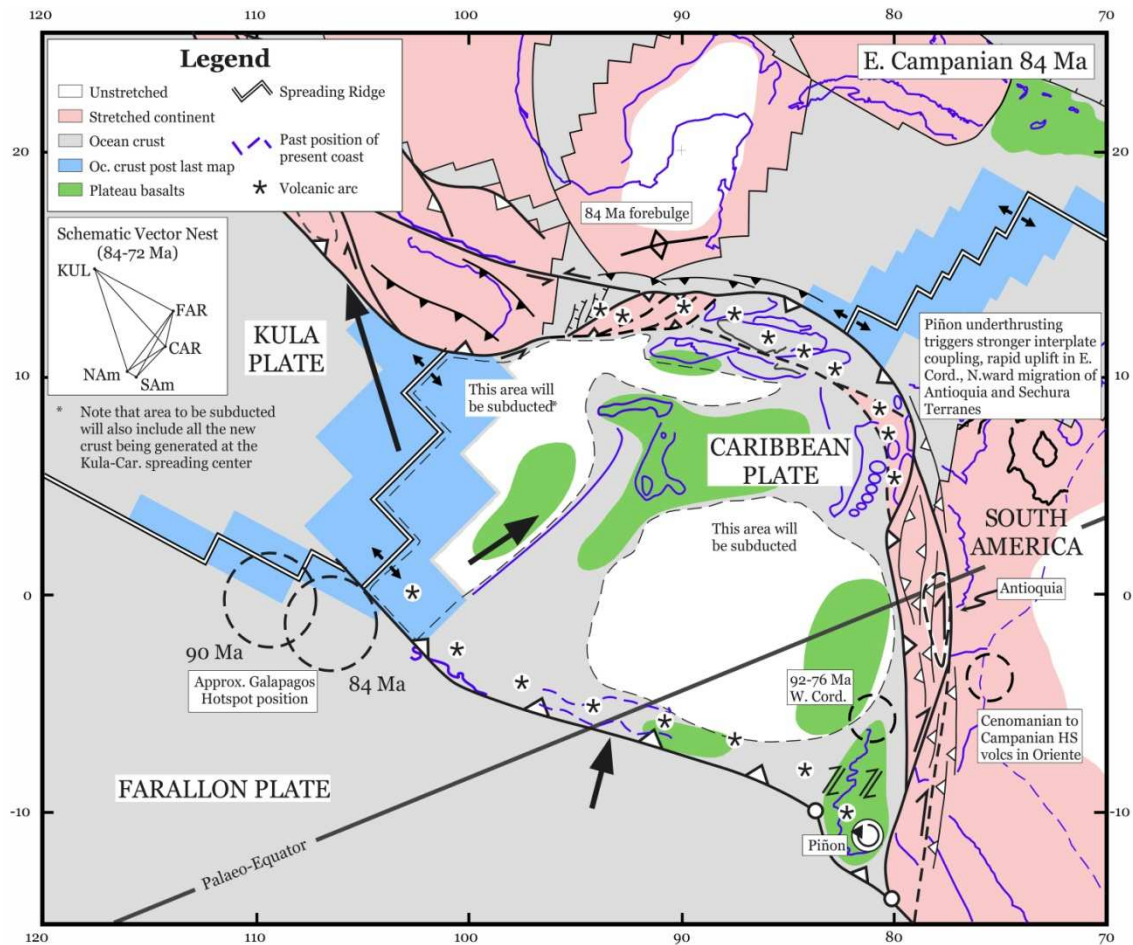 120
110
100
90
80
70
E. Campanian 84 Ma
Legend
Unstretched
Stretched continent
Ocean crust
Oc. crust post last map
Plateau basalts
Spreading Ridge
Past position of
present coast
* Volcanic arc
20
20
84 Ma forebulge
Schematic Vector Nest
(84-72 Ma)
KUL
FAR
CAR
NAm
SAm
KULA
PLATE
* Note that area to be subducted
will also include all the new
crust being generated at the
Kula-Car. spreading center
This area will
be subducted*
Piñon underthrusting
triggers stronger interplate
coupling, rapid uplift in E.
Cord., N.ward migration of
Antioquia and Sechura
Terranes
10
10
CARIBBEAN
PLATE
This area will
be subducted
SOUTH
AMERICA
Antioquia
0
0
90 Ma
84 Ma
Approx. Galapagos
Hotspot position
92-76 Ma
W. Cord.
Cenomanian to
Campanian HS
volcs in Oriente
FARALLON PLATE
-10
-10
Piñon
Palaeo-Equator
120
110
100
90
80
70